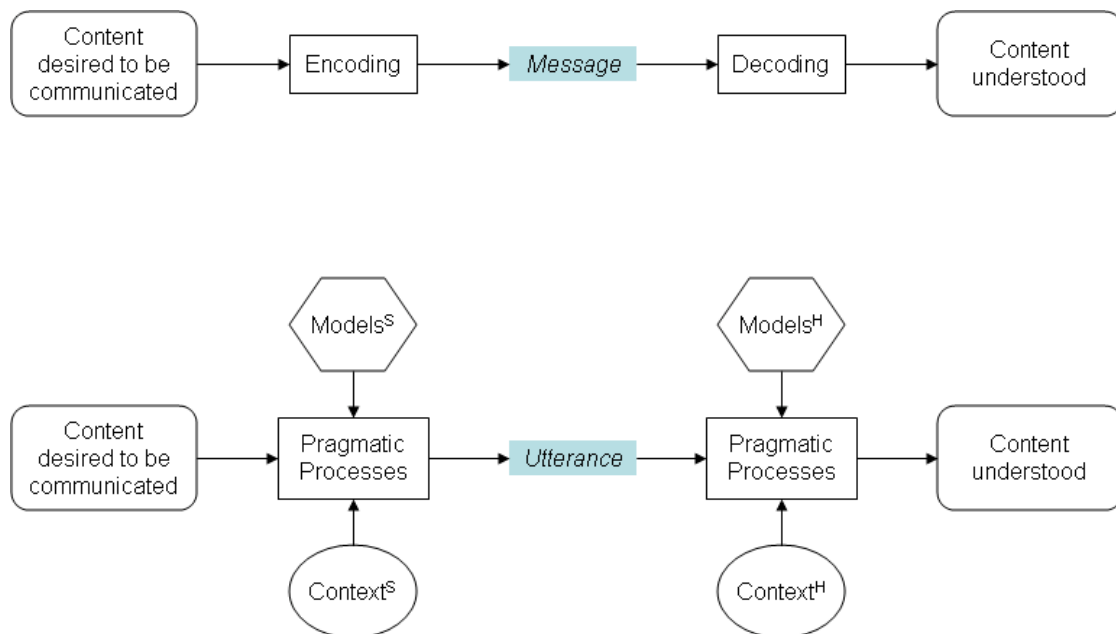 Content
desired to be
communicated
Encoding
Message
Decoding
Content
understood
Modelsˢ
Modelsᴴ
Content
desired to be
communicated
Pragmatic
Processes
Utterance
Pragmatic
Processes
Content
understood
Contextˢ
Contextᴴ